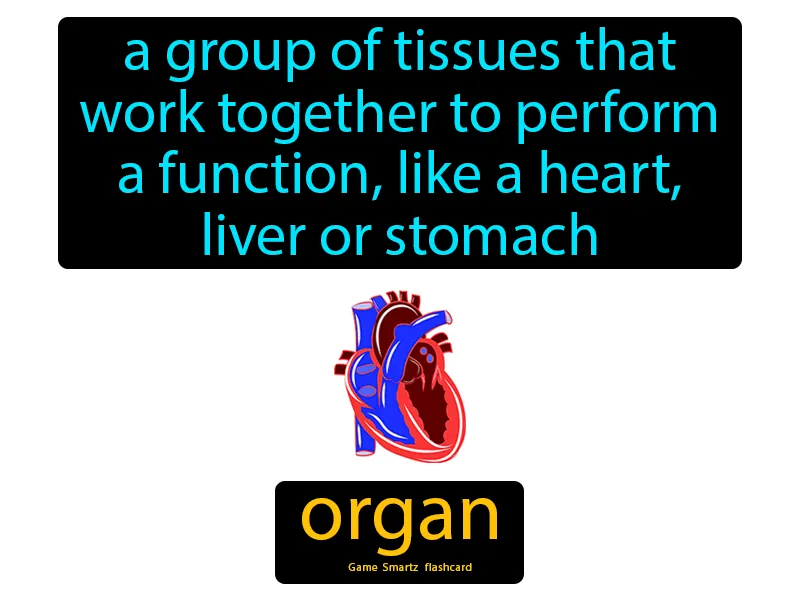 a group of tissues that
work together to perform
a function, like a heart,
liver or stomach
organ
Game Smartz flashcard